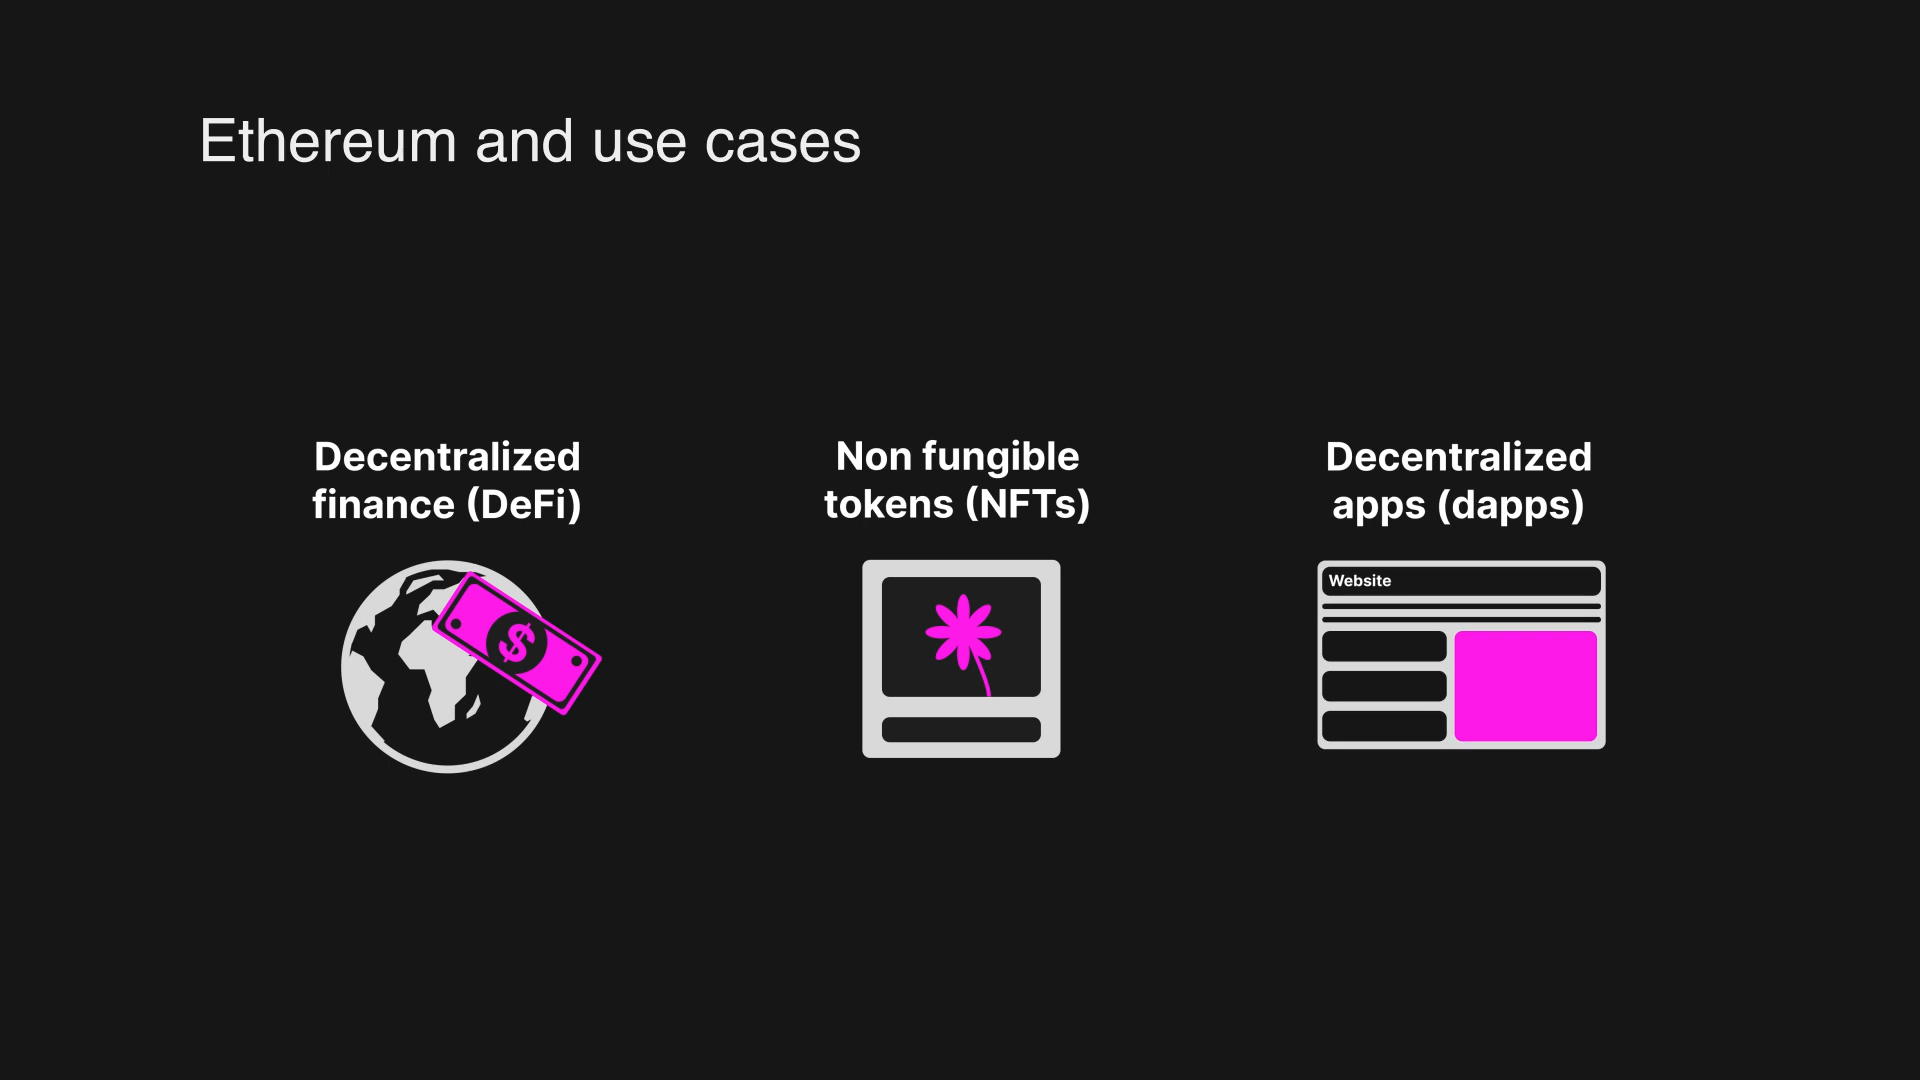 Ethereum and use cases
Decentralized
finance (DeFi)
Non fungible
tokens (NFTs)
Decentralized
apps (dapps)
$
Website